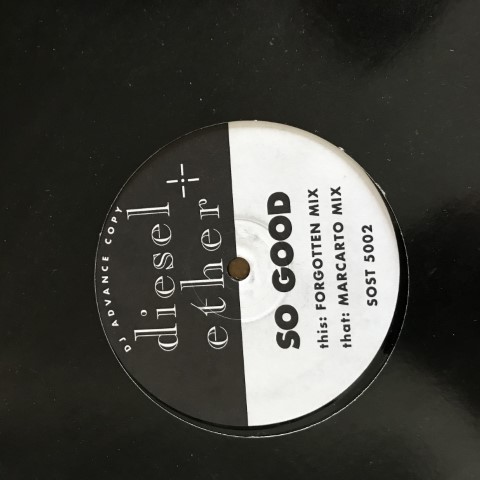 DJ ADVANCE COPY
diesel +
ether
SO GOOD
this: FORGOTTEN MIX
that: MARCARTO MIX
SOST 5002